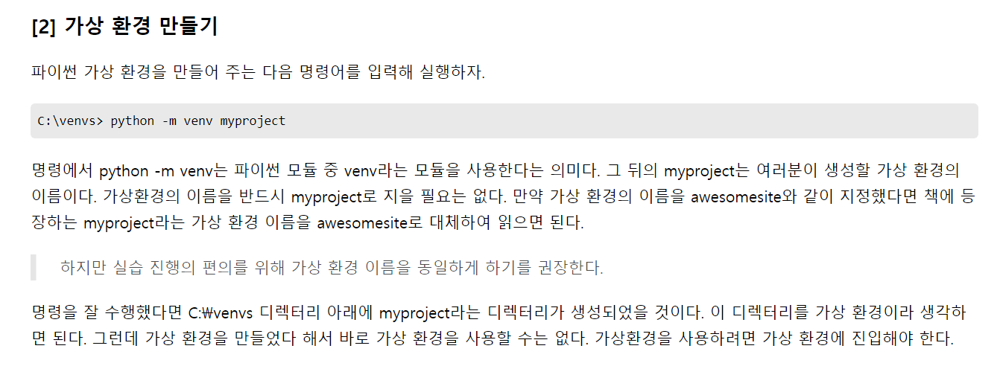 [2] 가상 환경 만들기
파이썬 가상 환경을 만들어 주는 다음 명령어를 입력해 실행하자.
C:\venvs> python -m venv myproject
명령에서 python -m venv는 파이썬 모듈 중 venv라는 모듈을 사용한다는 의미다. 그 뒤의 myproject는 여러분이 생성할 가상 환경의
이름이다. 가상환경의 이름을 반드시 myproject로 지을 필요는 없다. 만약 가상 환경의 이름을 awesomesite와 같이 지정했다면 책에 등
장하는 myproject라는 가상 환경 이름을 awesomesite로 대체하여 읽으면 된다.
하지만 실습 진행의 편의를 위해 가상 환경 이름을 동일하게 하기를 권장한다.
명령을 잘 수행했다면 C:₩venvs 디렉터리 아래에 myproject라는 디렉터리가 생성되었을 것이다. 이 디렉터리를 가상 환경이라 생각하
면 된다. 그런데 가상 환경을 만들었다 해서 바로 가상 환경을 사용할 수는 없다. 가상환경을 사용하려면 가상 환경에 진입해야 한다.